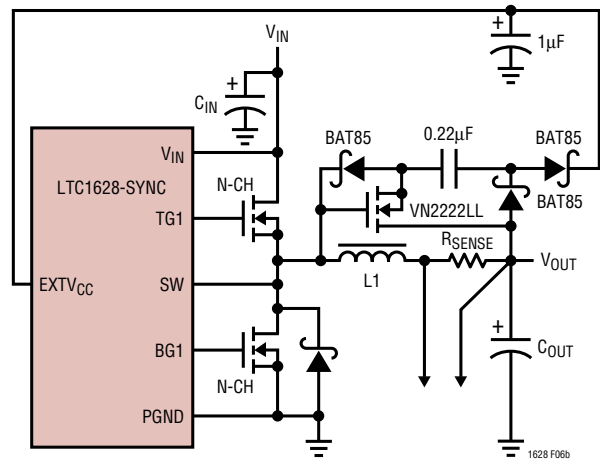 V_IN
1µF
C_IN
BAT85
0.22µF
BAT85
V_IN
LTC1628-SYNC
N-CH
BAT85
TG1
VN2222LL
R_SENSE
V_OUT
EXTV_CC
SW
L1
BG1
C_OUT
N-CH
PGND
1628 F06b